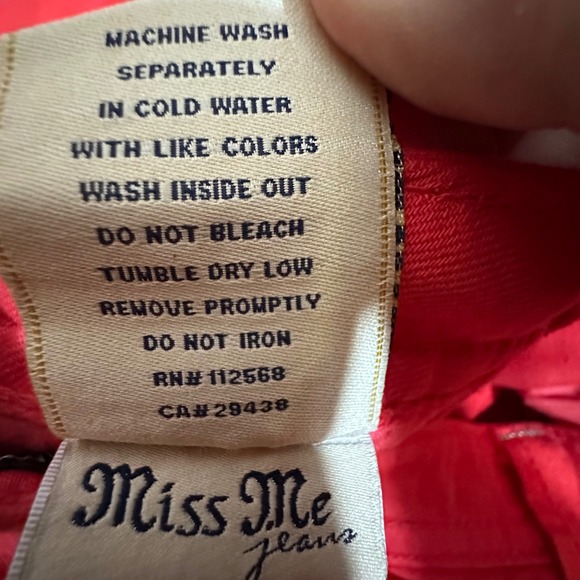 MACHINE WASH
SEPARATELY
IN COLD WATER
WITH LIKE COLORS
WASH INSIDE OUT
DO NOT BLEACH
TUMBLE DRY LOW
REMOVE PROMPTLY
DO NOT IRON
RN# 112568
CA# 29438
Miss Me
jeans